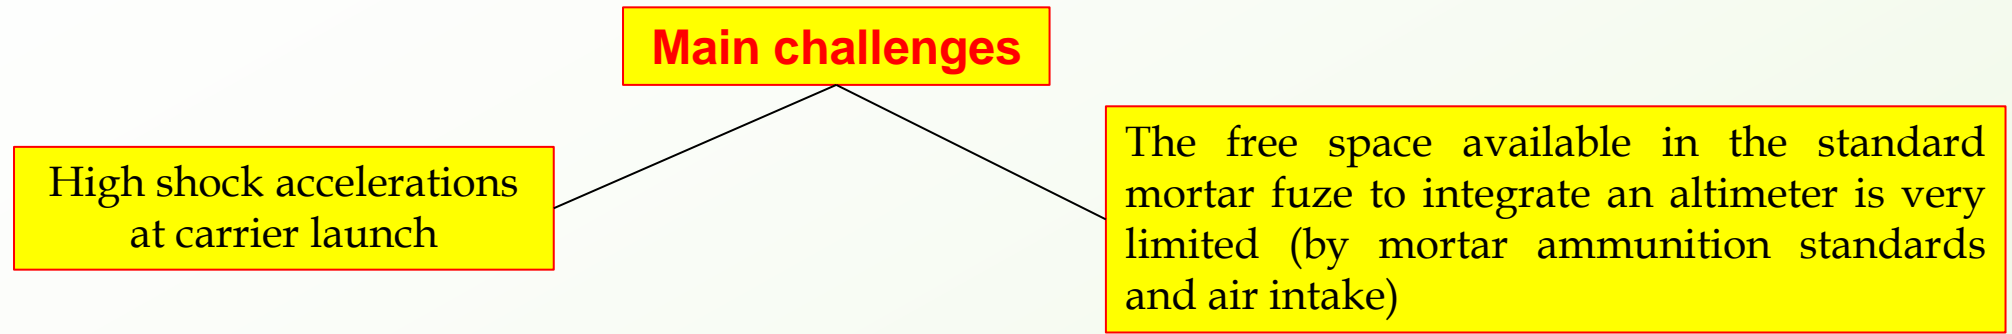 Main challenges
High shock accelerations
at carrier launch
The free space available in the standard
mortar fuze to integrate an altimeter is very
limited (by mortar ammunition standards
and air intake)